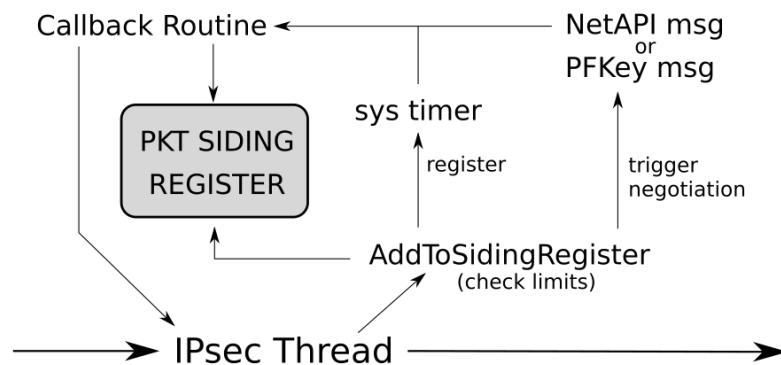 Callback Routine
NetAPI msg
or
PFKey msg
sys timer
PKT SIDING
REGISTER
register
trigger
negotiation
AddToSidingRegister
(check limits)
IPsec Thread